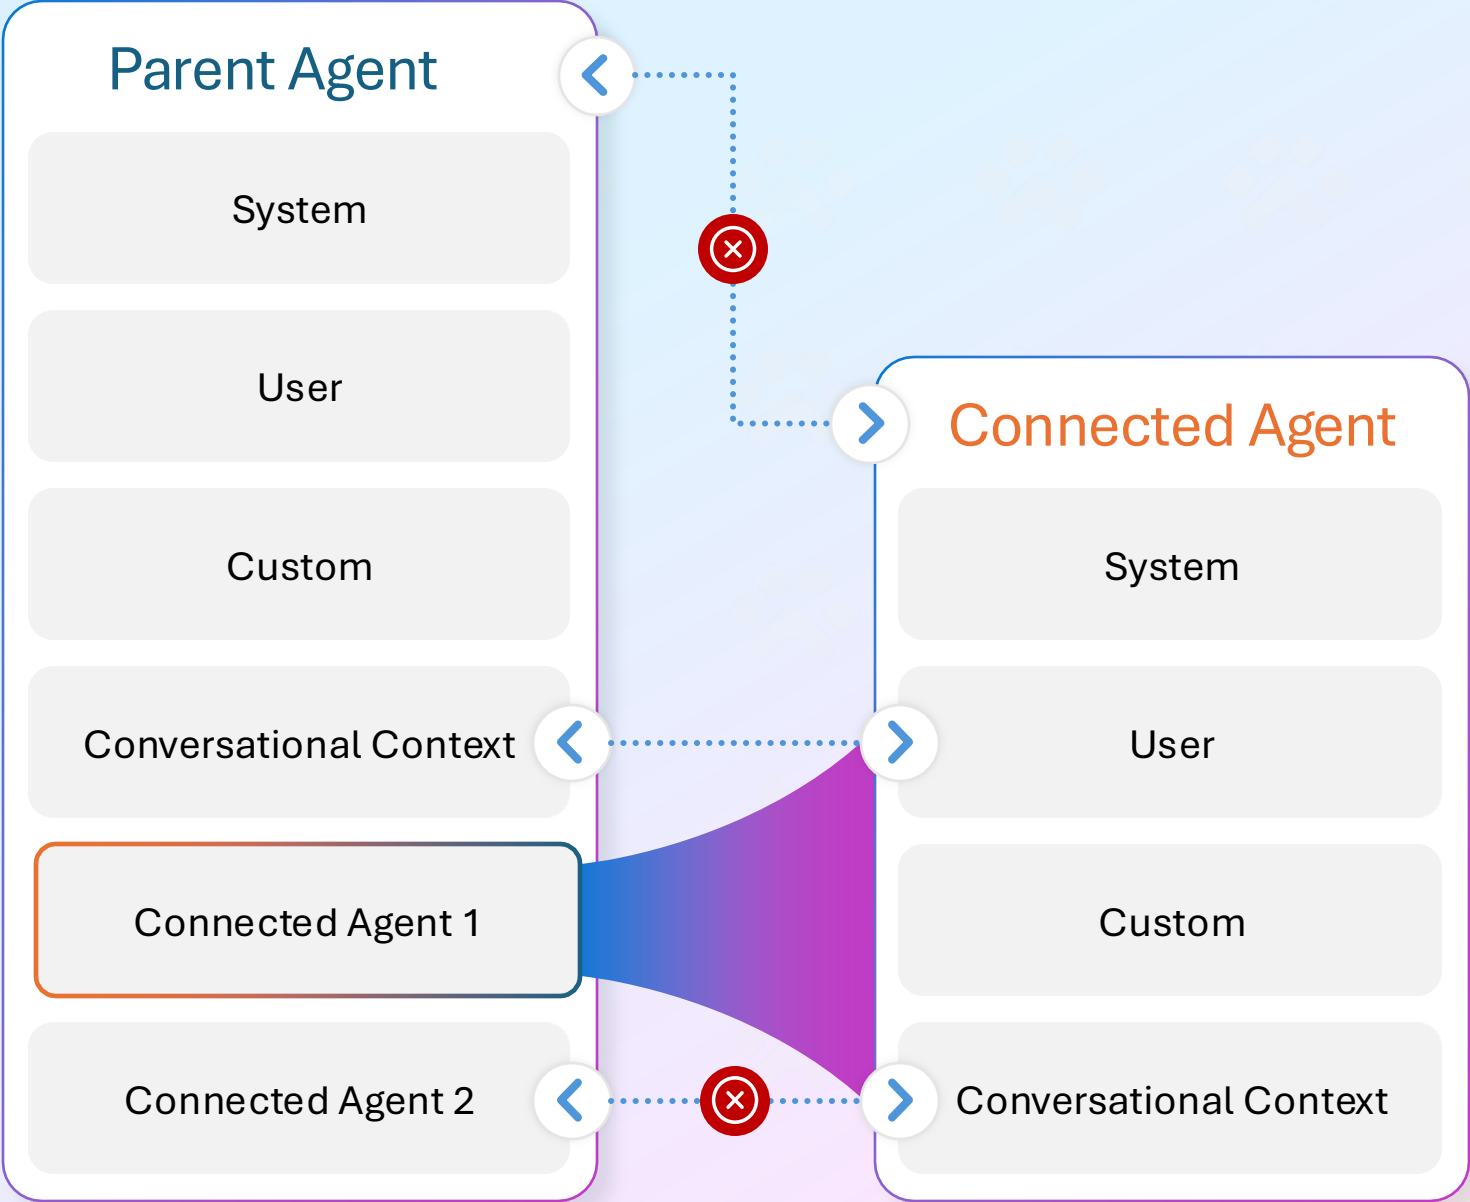 Parent Agent
System
User
Custom
Conversational Context
Connected Agent 1
Connected Agent 2
Connected Agent
System
User
Custom
Conversational Context